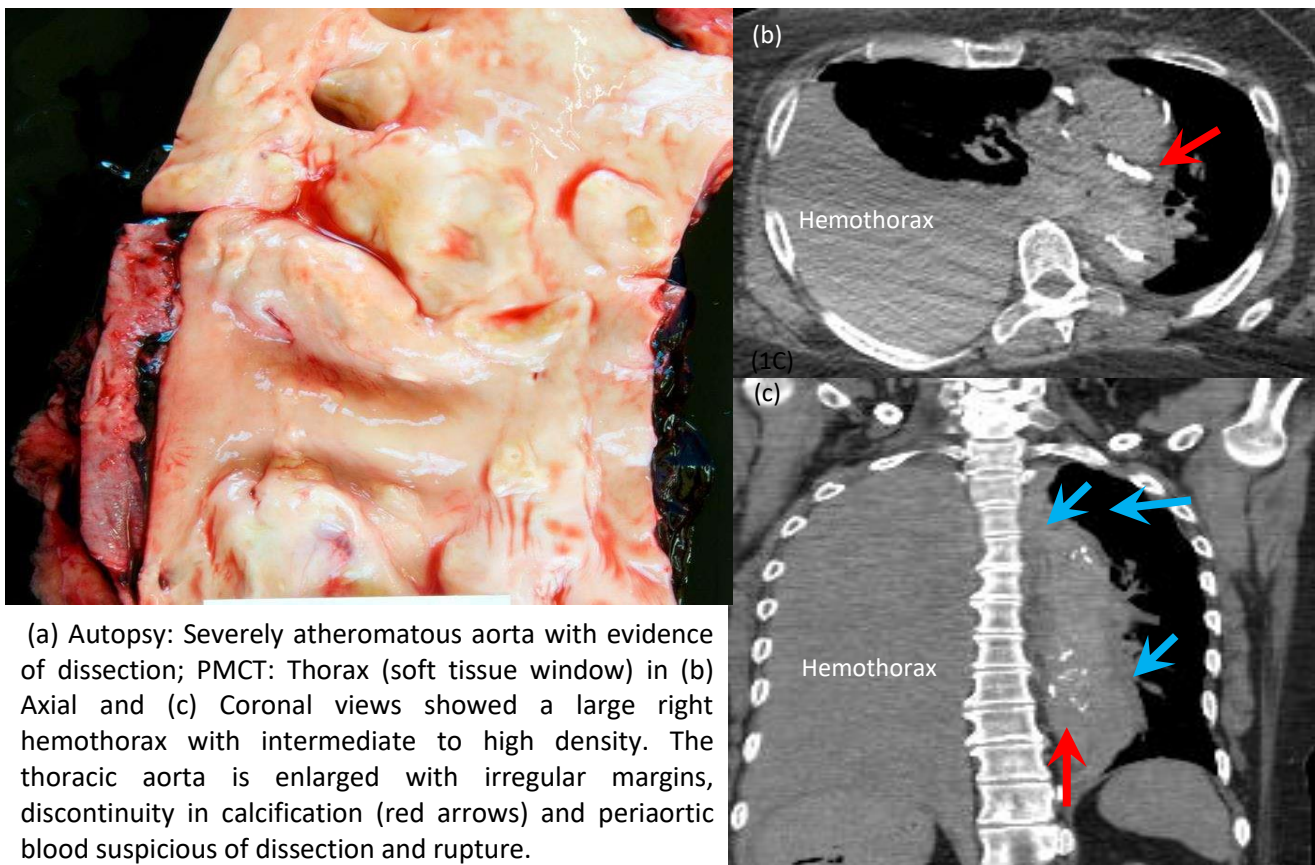 (b)
Hemothorax
(1C)
(c)
Hemothorax
(a) Autopsy: Severely atheromatous aorta with evidence
of dissection; PMCT: Thorax (soft tissue window) in (b)
Axial and (c) Coronal views showed a large right
hemothorax with intermediate to high density. The
thoracic aorta is enlarged with irregular margins,
discontinuity in calcification (red arrows) and periaortic
blood suspicious of dissection and rupture.